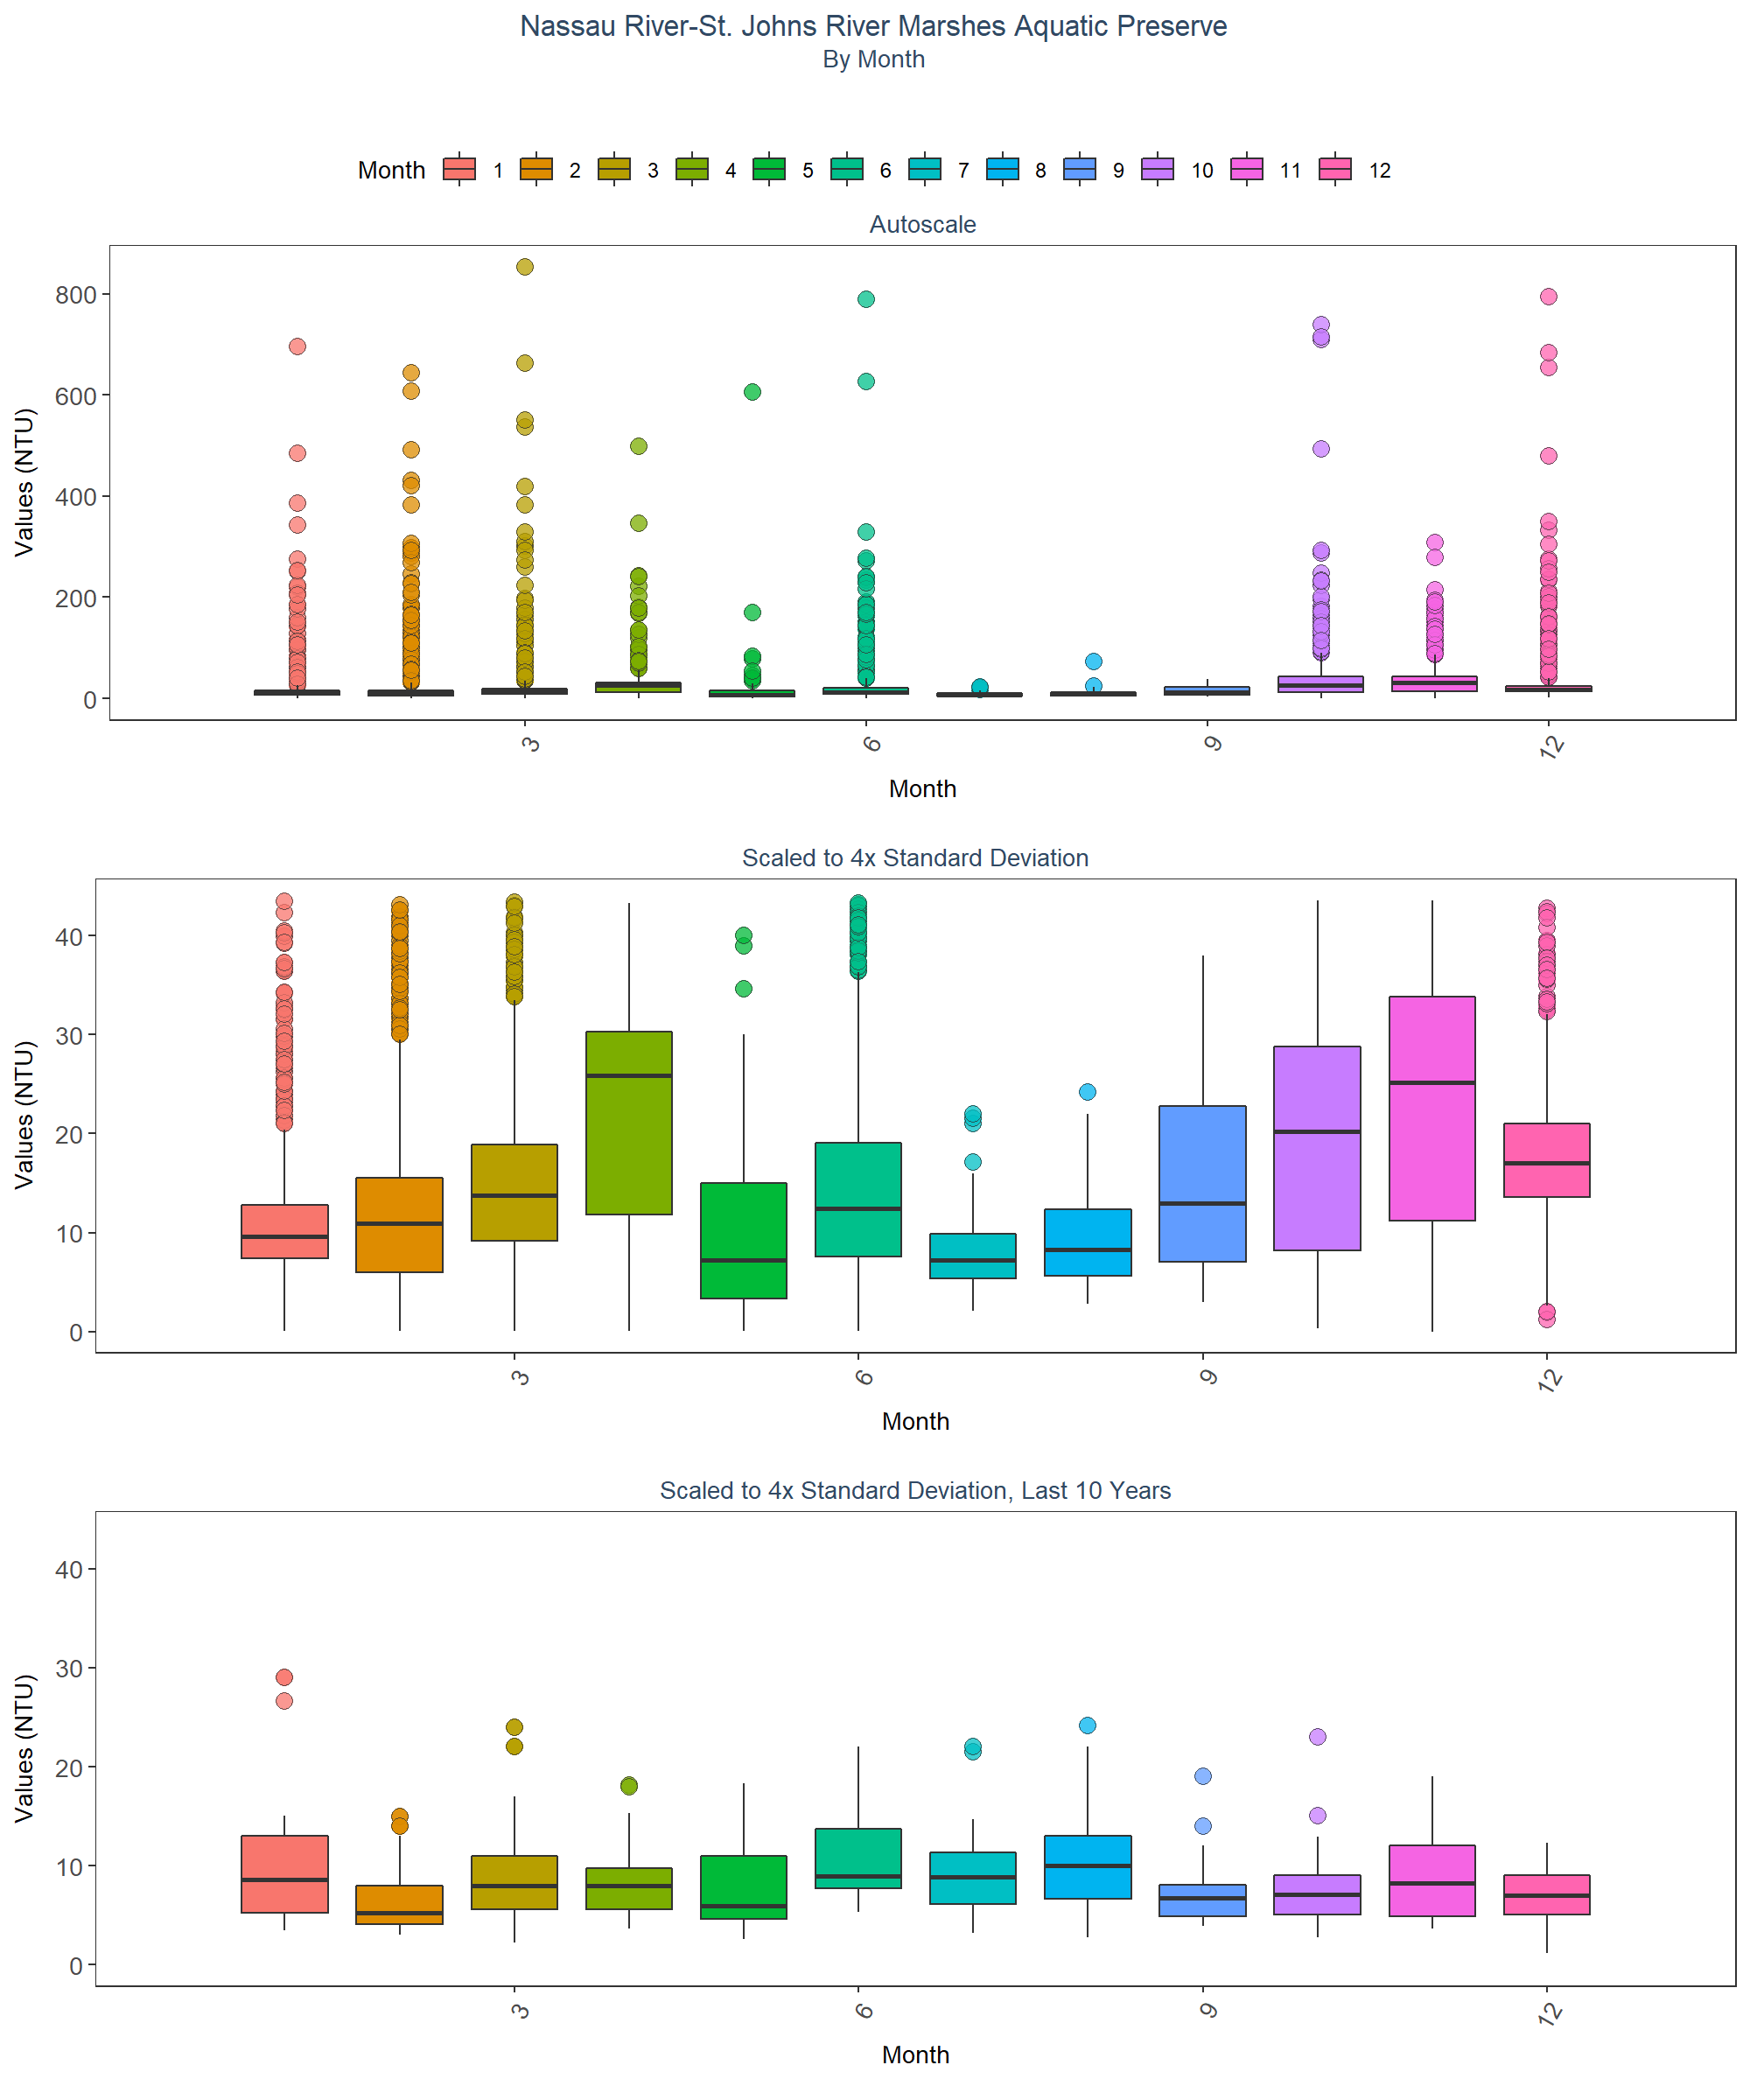 Nassau River-St. Johns River Marshes Aquatic Preserve
By Month
Month 1 2 3 4 5 6 7 8 9 10 11 12
Autoscale
Values (NTU)
800
600
400
200
0
3 6 9 12
Month
Scaled to 4x Standard Deviation
Values (NTU)
40
30
20
10
0
3 6 9 12
Month
Scaled to 4x Standard Deviation, Last 10 Years
Values (NTU)
40
30
20
10
0
3 6 9 12
Month